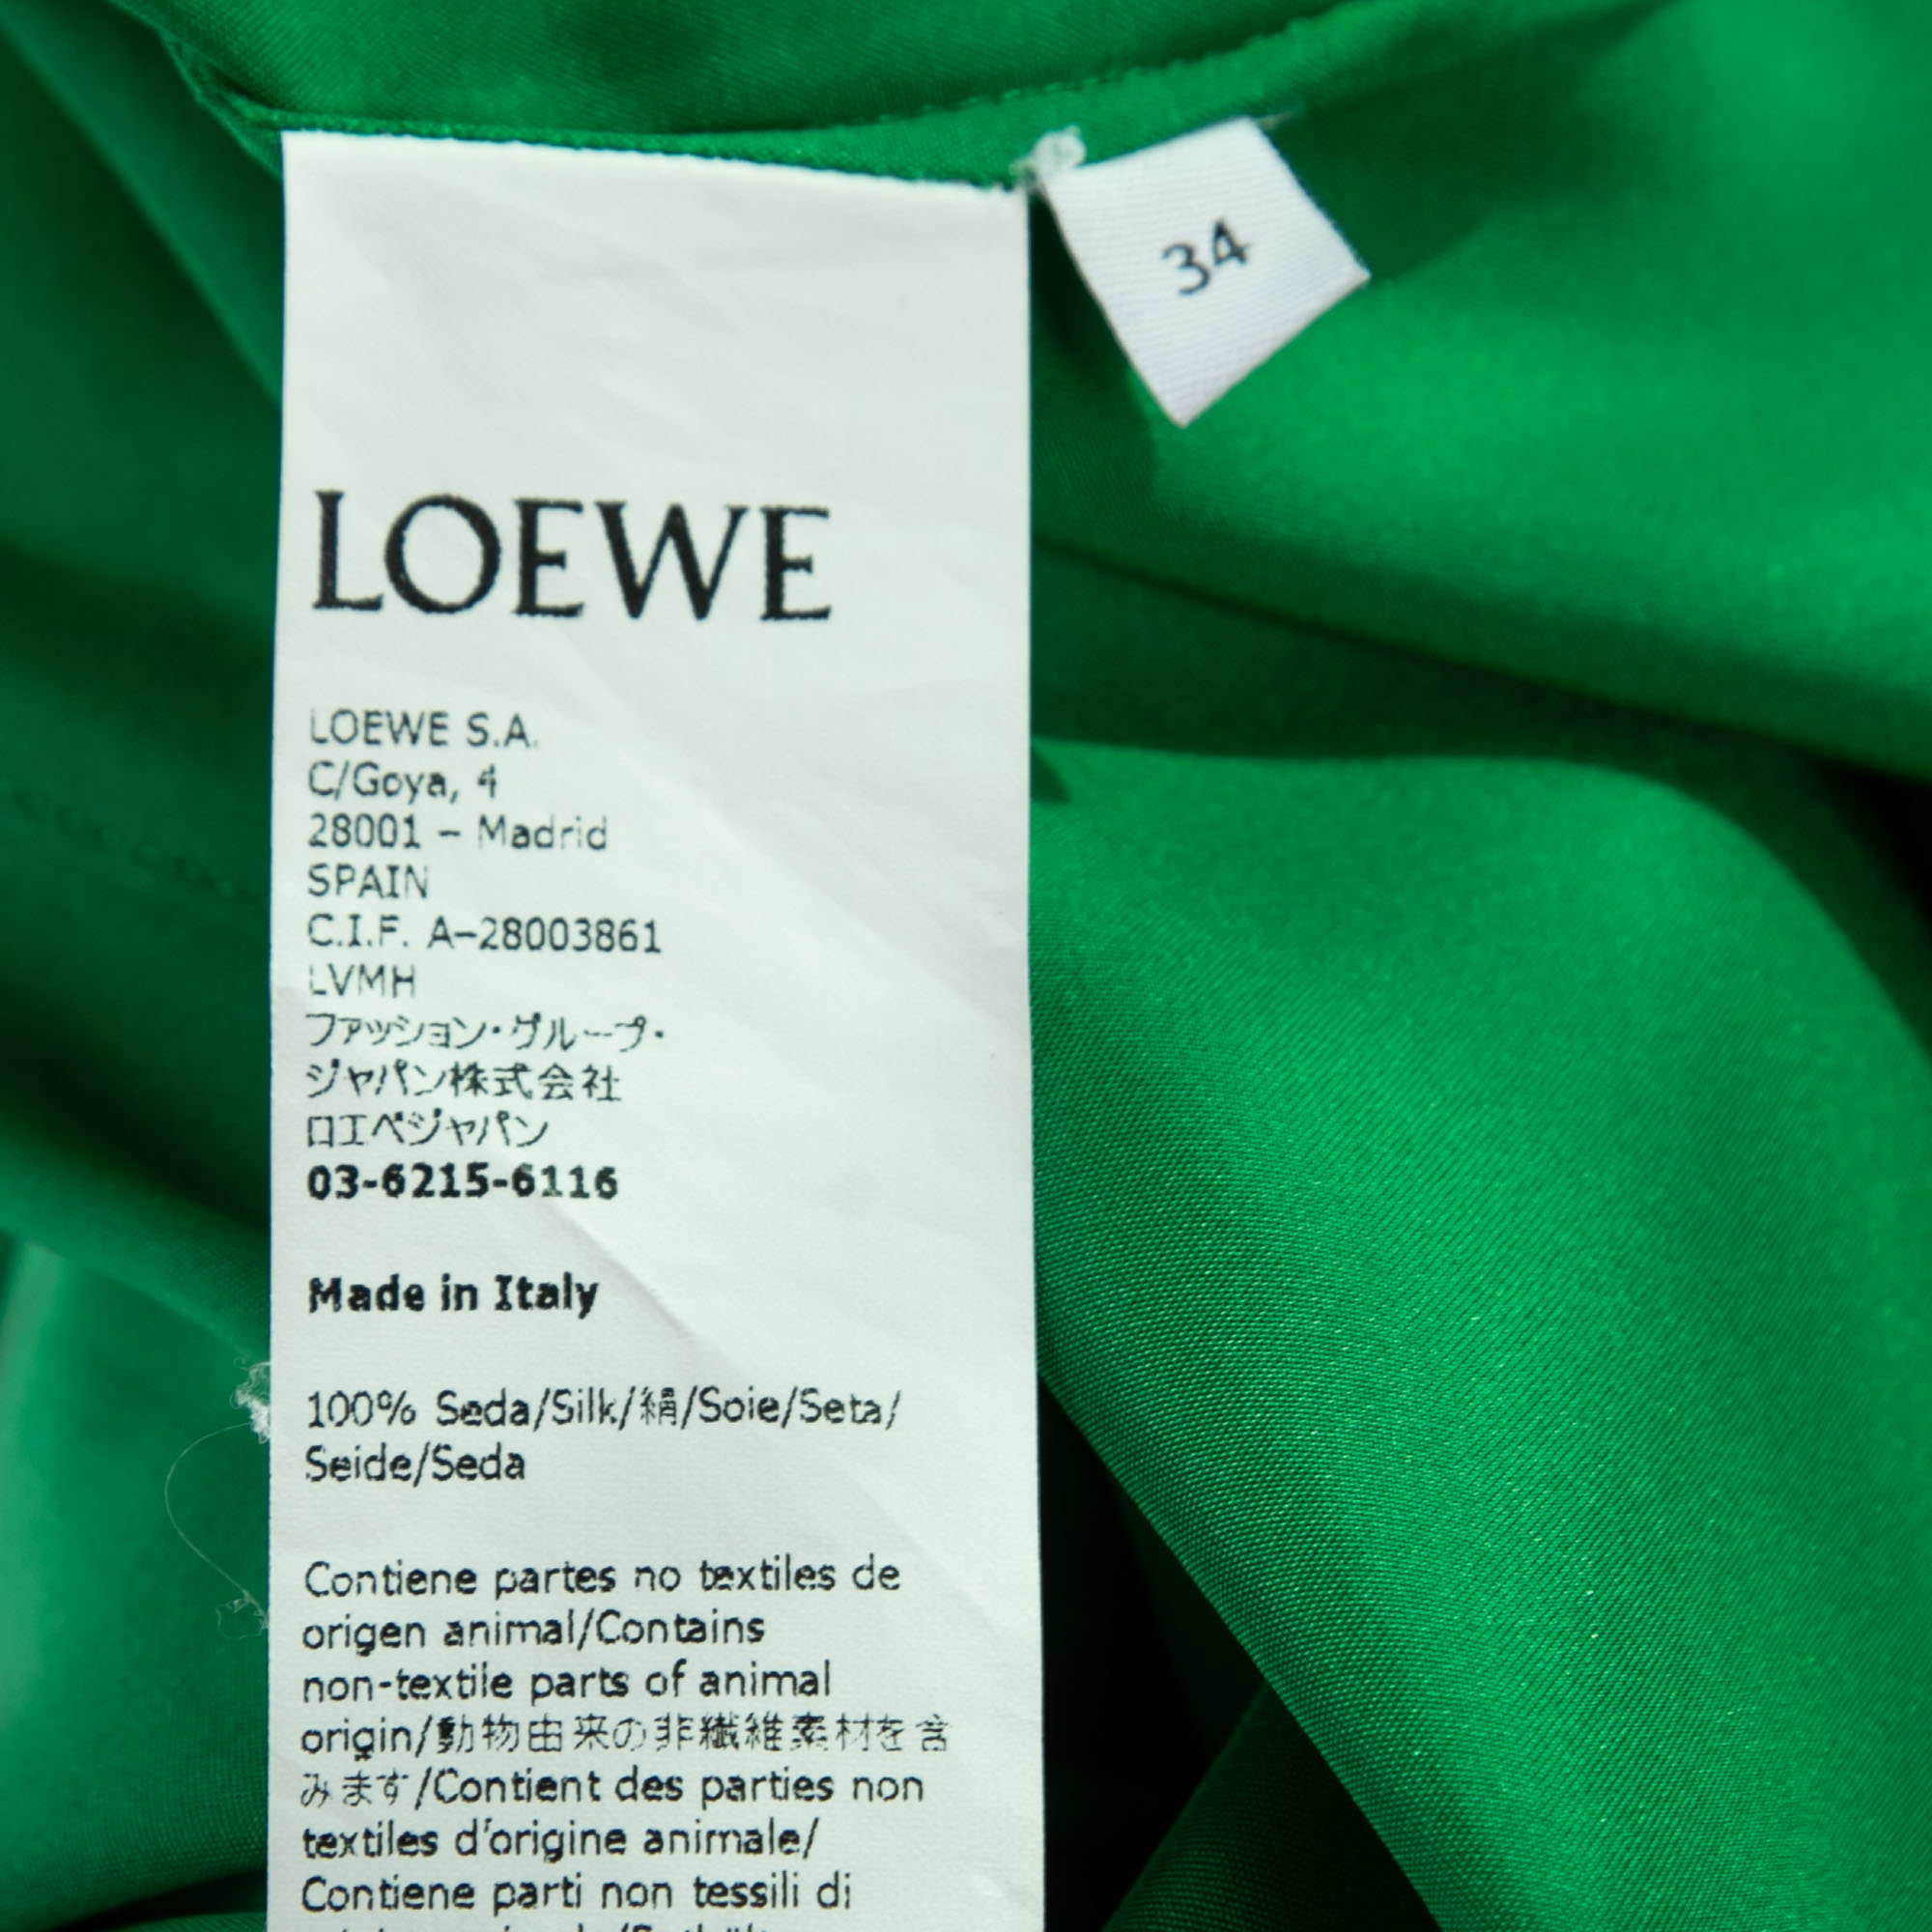 34
LOEWE
LOEWE S.A.
C/Goya, 4
28001 – Madrid
SPAIN
C.I.F. A–28003861
LVMH
ファッション・グループ・
ジャパン株式会社
ロエベジャパン
03-6215-6116
Made in Italy
100% Seda/Silk/絹/Soie/Seta/
Seide/Seda
Contiene partes no textiles de
origen animal/Contains
non-textile parts of animal
origin/動物由来の非繊維素材を含
みます/Contient des parties non
textiles d'origine animale/
Contiene parti non tessili di